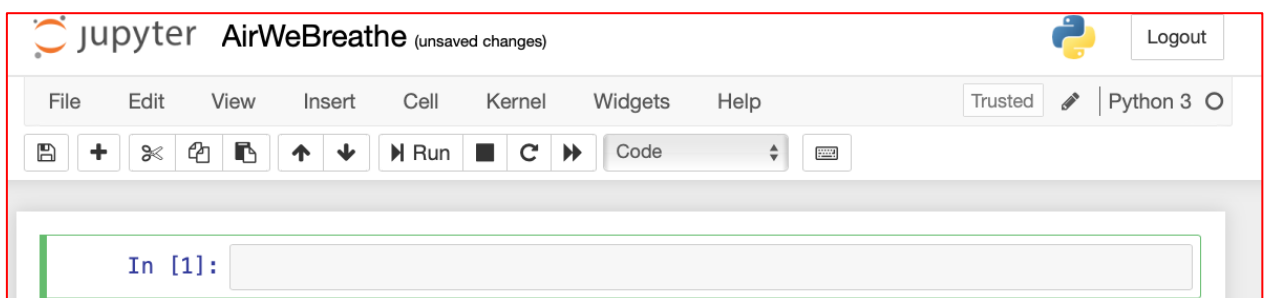 jupyter AirWeBreathe (unsaved changes) Logout
File Edit View Insert Cell Kernel Widgets Help Trusted Python 3
Run Code
In [1]: